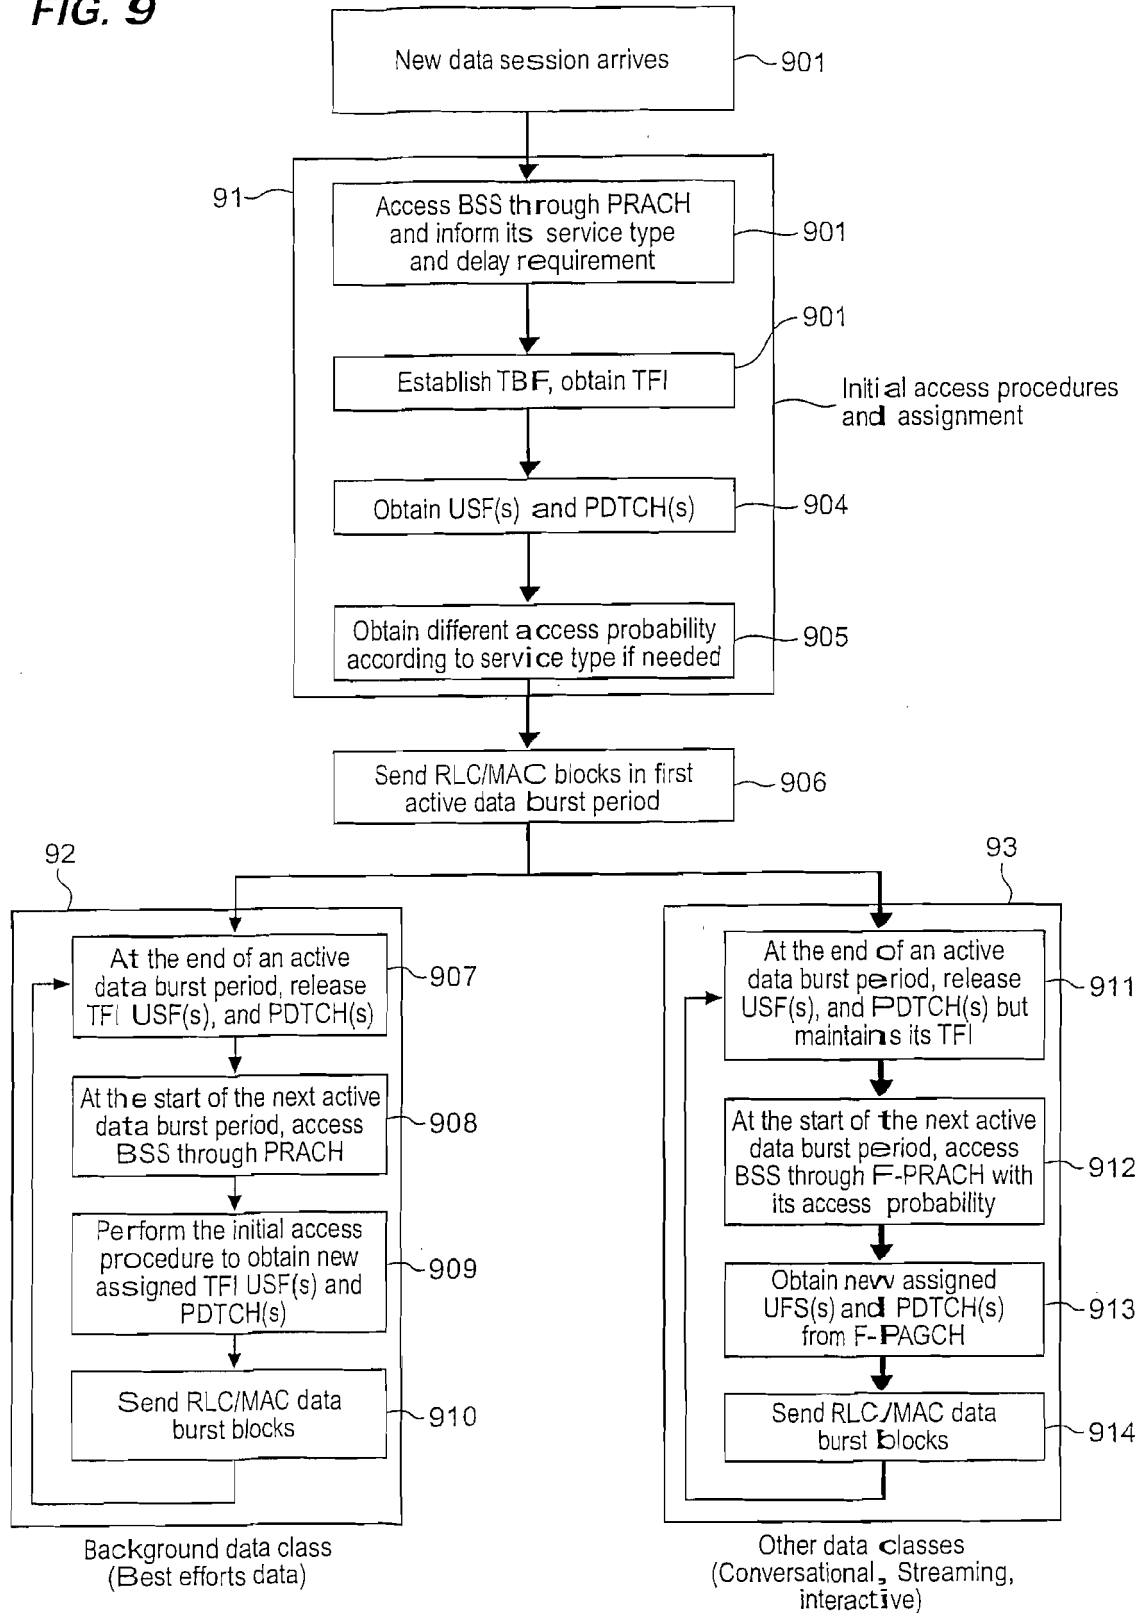 FIG. 9
New data session arrives
901
91
Access BSS through PRACH
and inform its service type
and delay requirement
901
901
Establish TBF, obtain TFI
Initial access procedures
and assignment
Obtain USF(s) and PDTCH(s)
904
Obtain different access probability
according to service type if needed
905
Send RLC/MAC blocks in first
active data burst period
906
92
At the end of an active
data burst period, release
TFI USF(s), and PDTCH(s)
907
At the start of the next active
data burst period, access
BSS through PRACH
908
Perform the initial access
procedure to obtain new
assigned TFI USF(s) and
PDTCH(s)
909
Send RLC/MAC data
burst blocks
910
Background data class
(Best efforts data)
93
At the end of an active
data burst period, release
USF(s), and PDTCH(s) but
maintains its TFI
911
At the start of the next active
data burst period, access
BSS through F-PRACH with
its access probability
912
Obtain new assigned
UFS(s) and PDTCH(s)
from F-PAGCH
913
Send RLC/MAC data
burst blocks
914
Other data classes
(Conversational, Streaming,
interactive)